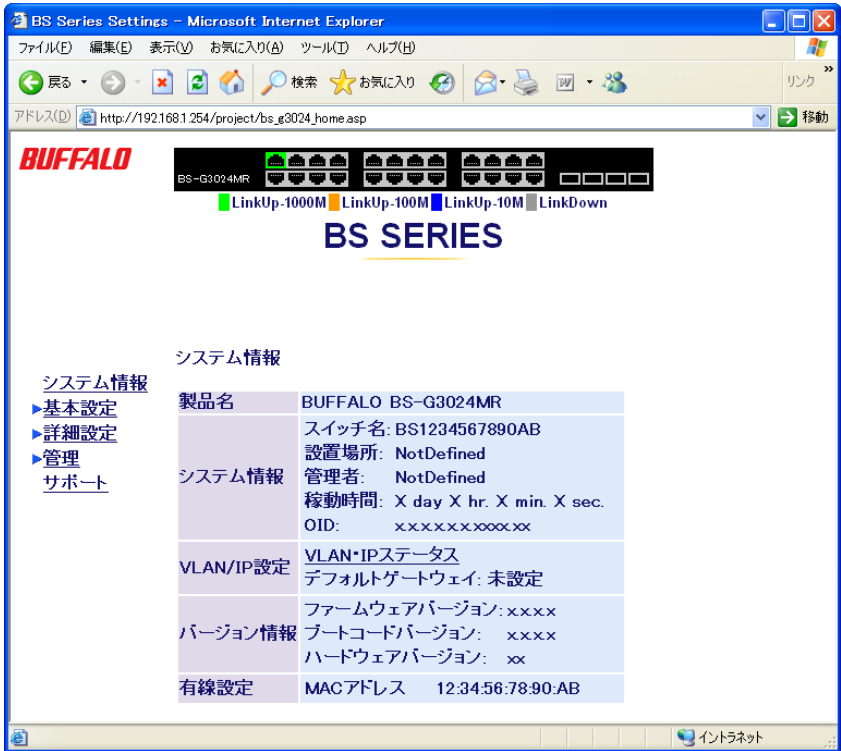 BS Series Settings - Microsoft Internet Explorer
ファイル(F) 編集(E) 表示(V) お気に入り(A) ツール(T) ヘルプ(H)
戻る 検索 お気に入り リンク »
アドレス(D) http://192.168.1.254/project/bs_g3024_home.asp 移動
BUFFALO
BS-G3024MR
LinkUp-1000M LinkUp-100M LinkUp-10M LinkDown
BS SERIES
システム情報
基本設定
詳細設定
管理
サポート
システム情報
製品名 BUFFALO BS-G3024MR
システム情報
スイッチ名: BS1234567890AB
設置場所: NotDefined
管理者: NotDefined
稼動時間: X day X hr. X min. X sec.
OID: x.x.x.x.x.xxx.xx
VLAN/IP設定
VLAN・IPステータス
デフォルトゲートウェイ: 未設定
バージョン情報
ファームウェアバージョン: x.x.x.x
ブートコードバージョン: x.x.x.x
ハードウェアバージョン: xx
有線設定 MACアドレス 12:34:56:78:90:AB
イントラネット